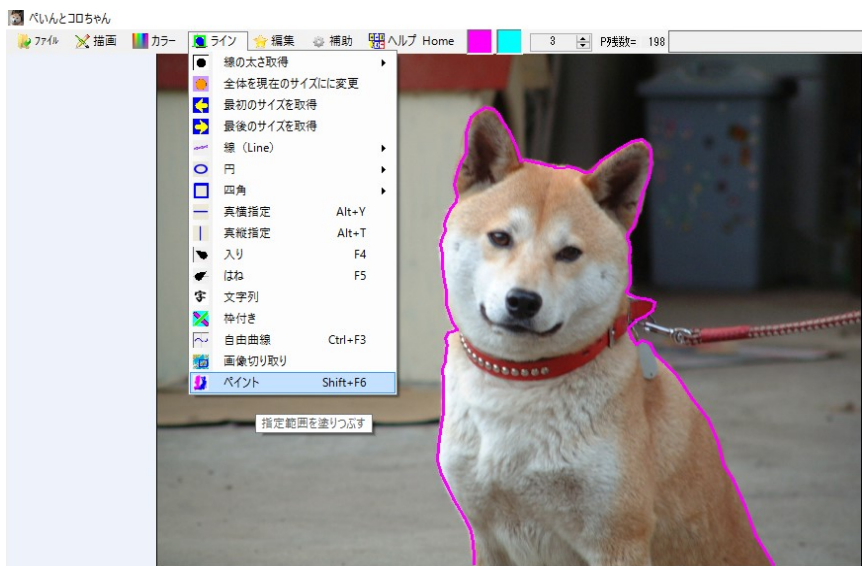 ぺいんとコロちゃん
ファイル 描画 カラー ライン 編集 補助 ヘルプ Home 3 P残数= 198
線の太さ取得
全体を現在のサイズにに変更
最初のサイズを取得
最後のサイズを取得
線 (Line)
円
四角
真横指定 Alt+Y
真縦指定 Alt+T
入り F4
はね F5
文字列
枠付き
自由曲線 Ctrl+F3
画像切り取り
ペイント Shift+F6
指定範囲を塗りつぶす